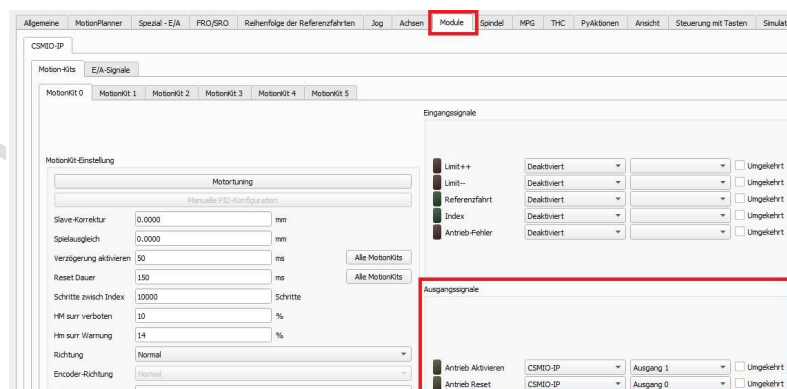 Allgemeine MotionPlanner Spezial - E/A FRO/SRO Reihenfolge der Referenzfahrten Jog Achsen Module Spindel MPG THC PyAktionen Ansicht Steuerung mit Tasten Simulat
CSMIO-IP
Motion-Kits E/A-Signale
MotionKit 0 MotionKit 1 MotionKit 2 MotionKit 3 MotionKit 4 MotionKit 5
Eingangssignale
MotionKit-Einstellung
Motortuning
Manuelle PID-Konfiguration
Slave-Korrektur 0.0000 mm
Spielausgleich 0.0000 mm
Verzögerung aktivieren 50 ms Alle MotionKits
Reset Dauer 150 ms Alle MotionKits
Schritte zwisch Index 10000 Schritte
HM surr verboten 10 %
Hm surr Warnung 14 %
Richtung Normal
Encoder-Richtung Normal
Limit++ Deaktiviert Umgekehrt
Limit-- Deaktiviert Umgekehrt
Referenzfahrt Deaktiviert Umgekehrt
Index Deaktiviert Umgekehrt
Antrieb-Fehler Deaktiviert Umgekehrt
Ausgangssignale
Antrieb Aktivieren CSMIO-IP Ausgang 1 Umgekehrt
Antrieb Reset CSMIO-IP Ausgang 0 Umgekehrt